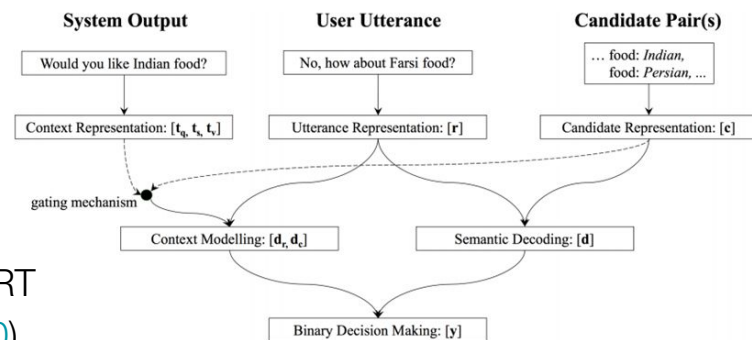 System Output
User Utterance
Candidate Pair(s)
Would you like Indian food?
No, how about Farsi food?
... food: Indian,
food: Persian, ...
Context Representation: [tq, ts, tv]
Utterance Representation: [r]
Candidate Representation: [c]
gating mechanism
Context Modelling: [dr, dc]
Semantic Decoding: [d]
RT
0)
Binary Decision Making: [y]